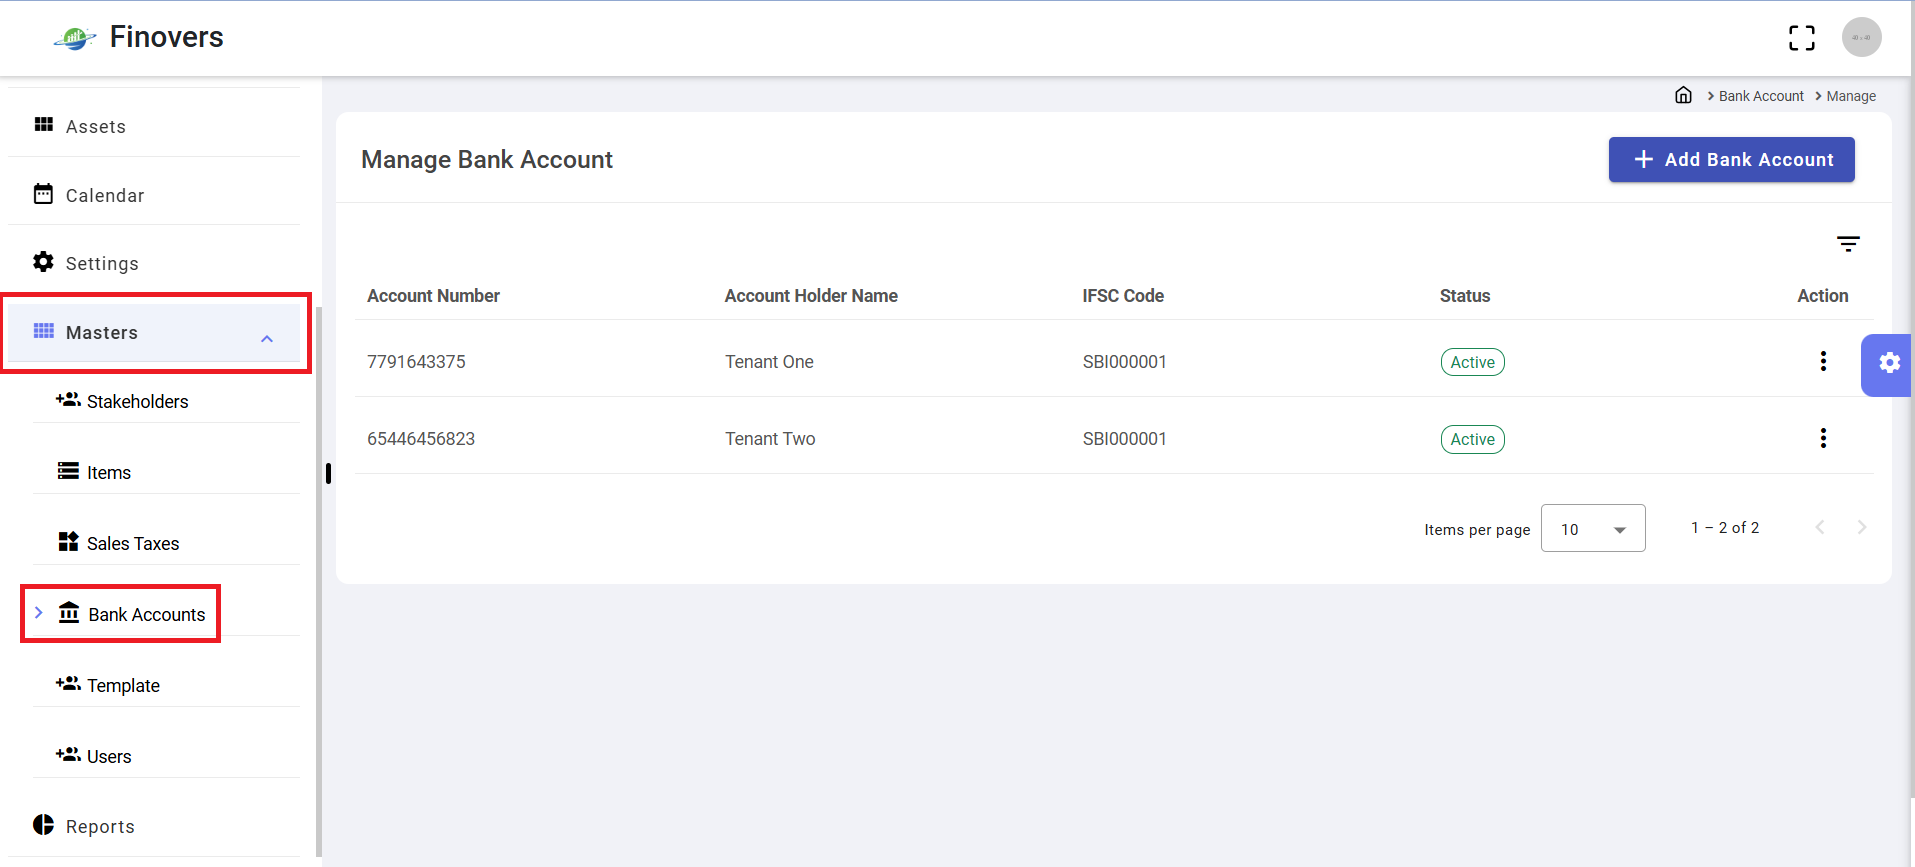 Finovers
Bank Account
Manage
Assets
Calendar
Settings
Masters
Stakeholders
Items
Sales Taxes
Bank Accounts
Template
Users
Reports
Manage Bank Account
Add Bank Account
Account Number Account Holder Name IFSC Code Status Action
7791643375 Tenant One SBI000001 Active
65446456823 Tenant Two SBI000001 Active
Items per page 10 1 – 2 of 2